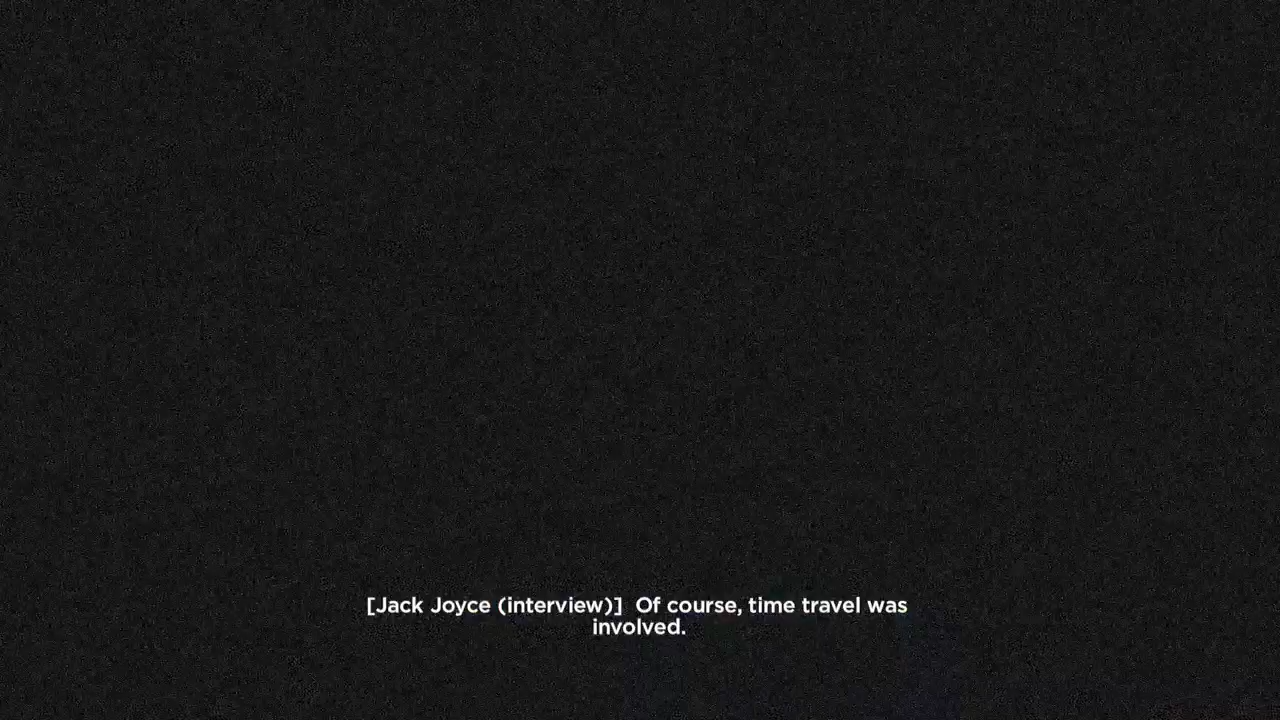 [Jack Joyce (interview)]  Of course, time travel was
involved.